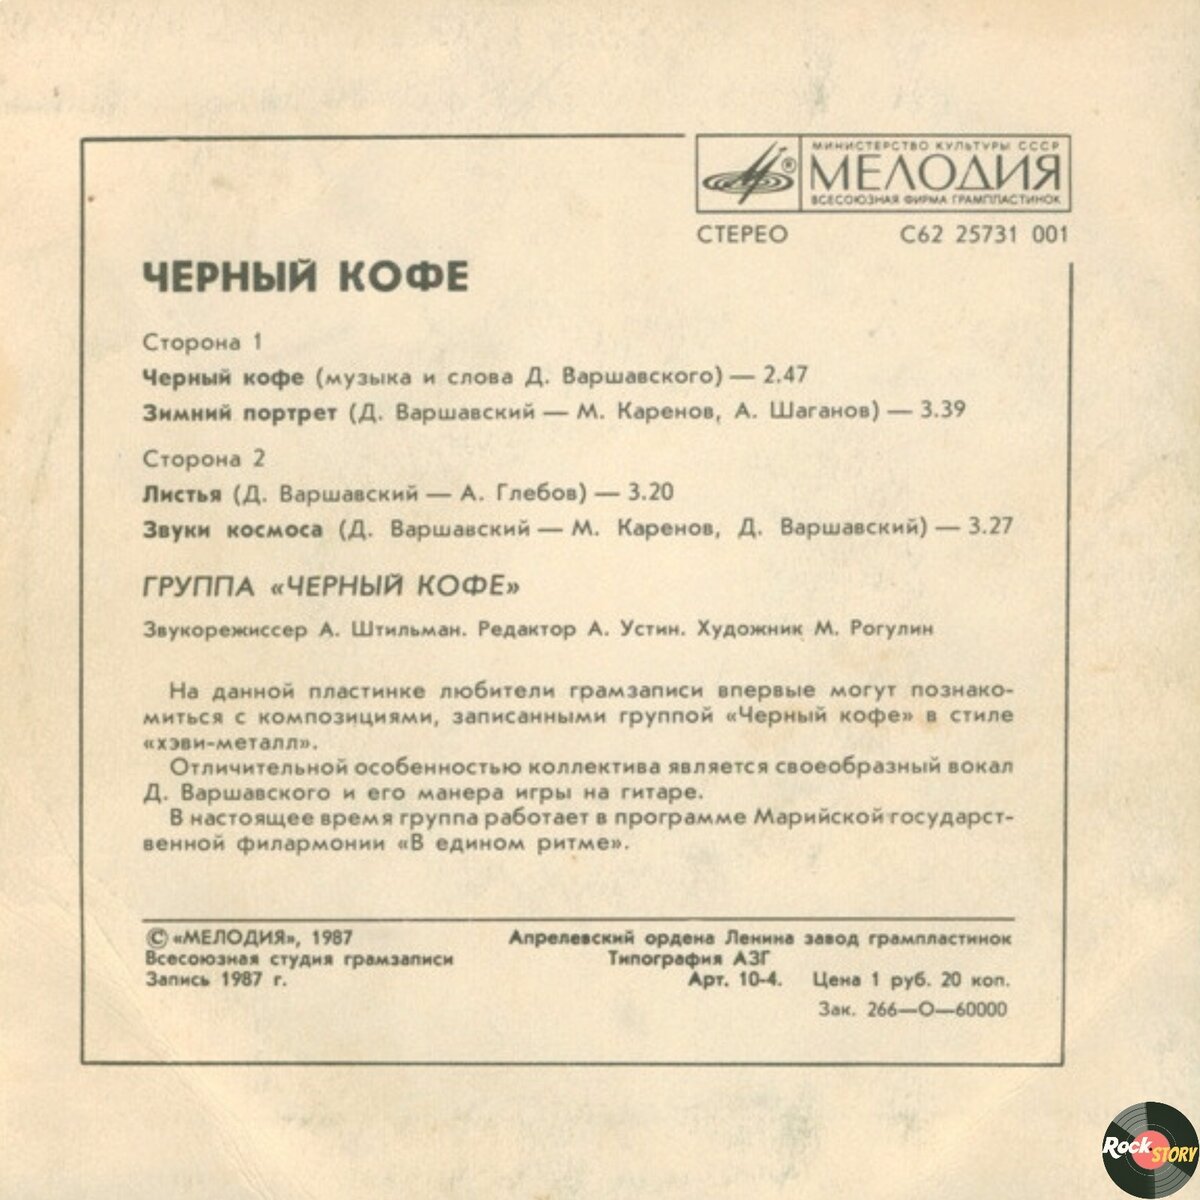 МИНИСТЕРСТВО КУЛЬТУРЫ СССР
® МЕЛОДИЯ
ВСЕСОЮЗНАЯ ФИРМА ГРАМПЛАСТИНОК
СТЕРЕО С62 25731 001
ЧЕРНЫЙ КОФЕ
Сторона 1
Черный кофе (музыка и слова Д. Варшавского) — 2.47
Зимний портрет (Д. Варшавский — М. Каренов, А. Шаганов) — 3.39
Сторона 2
Листья (Д. Варшавский — А. Глебов) — 3.20
Звуки космоса (Д. Варшавский — М. Каренов, Д. Варшавский) — 3.27
ГРУППА «ЧЕРНЫЙ КОФЕ»
Звукорежиссер А. Штильман. Редактор А. Устин. Художник М. Рогулин
На данной пластинке любители грамзаписи впервые могут познако-
миться с композициями, записанными группой «Черный кофе» в стиле
«хэви-металл».
Отличительной особенностью коллектива является своеобразный вокал
Д. Варшавского и его манера игры на гитаре.
В настоящее время группа работает в программе Марийской государст-
венной филармонии «В едином ритме».
© «МЕЛОДИЯ», 1987 Апрелевский ордена Ленина завод грампластинок
Всесоюзная студия грамзаписи Типография АЗГ
Запись 1987 г. Арт. 10-4. Цена 1 руб. 20 коп.
Зак. 266—О—60000
Rock STORY